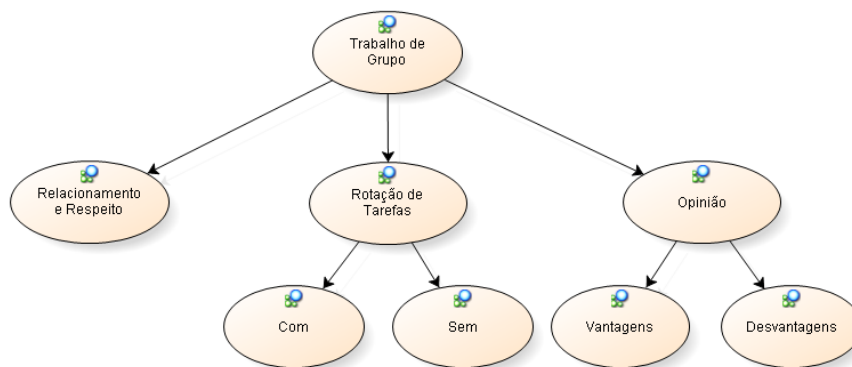 Trabalho de
Grupo
Relacionamento
e Respeito
Rotação de
Tarefas
Opinião
Com
Sem
Vantagens
Desvantagens